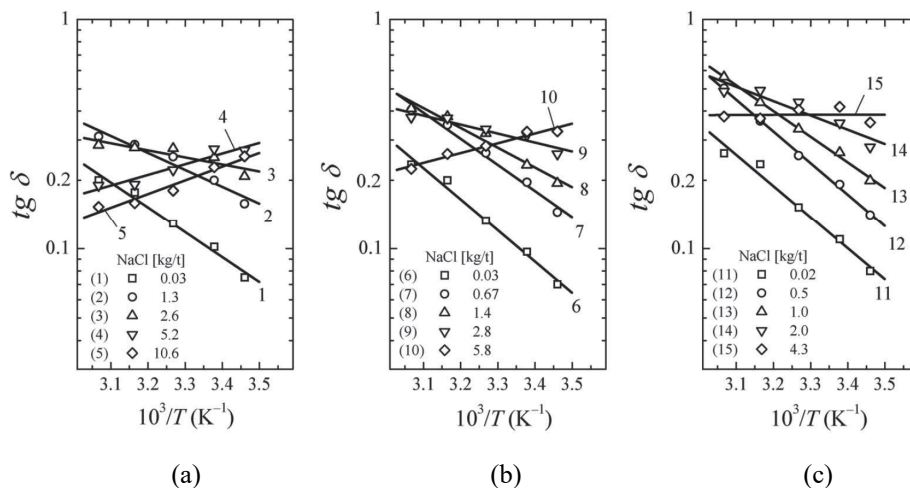 1
0.2
0.1
tg δ
4
3
2
5
1
NaCl [kg/t]
(1) 0.03
(2) 1.3
(3) 2.6
(4) 5.2
(5) 10.6
3.1 3.2 3.3 3.4 3.5
10³/T (K⁻¹)
(a)
1
0.2
0.1
tg δ
10
9
8
7
6
NaCl [kg/t]
(6) 0.03
(7) 0.67
(8) 1.4
(9) 2.8
(10) 5.8
3.1 3.2 3.3 3.4 3.5
10³/T (K⁻¹)
(b)
1
0.2
0.1
tg δ
15
14
13
12
11
NaCl [kg/t]
(11) 0.02
(12) 0.5
(13) 1.0
(14) 2.0
(15) 4.3
3.1 3.2 3.3 3.4 3.5
10³/T (K⁻¹)
(c)